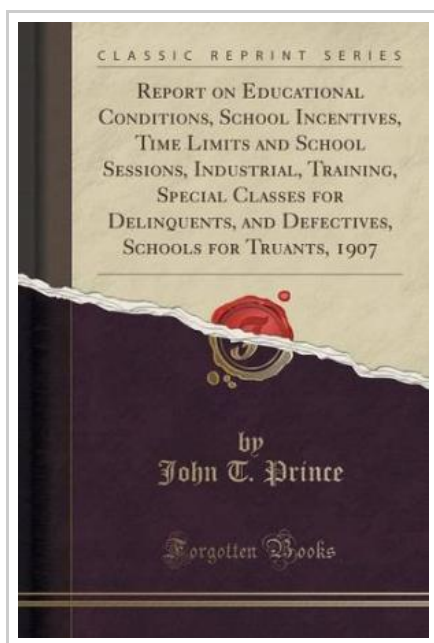 CLASSIC REPRINT SERIES
REPORT ON EDUCATIONAL
CONDITIONS, SCHOOL INCENTIVES,
TIME LIMITS AND SCHOOL
SESSIONS, INDUSTRIAL, TRAINING,
SPECIAL CLASSES FOR
DELINQUENTS, AND DEFECTIVES,
SCHOOLS FOR TRUANTS, 1907
by
John T. Prince
Forgotten Books